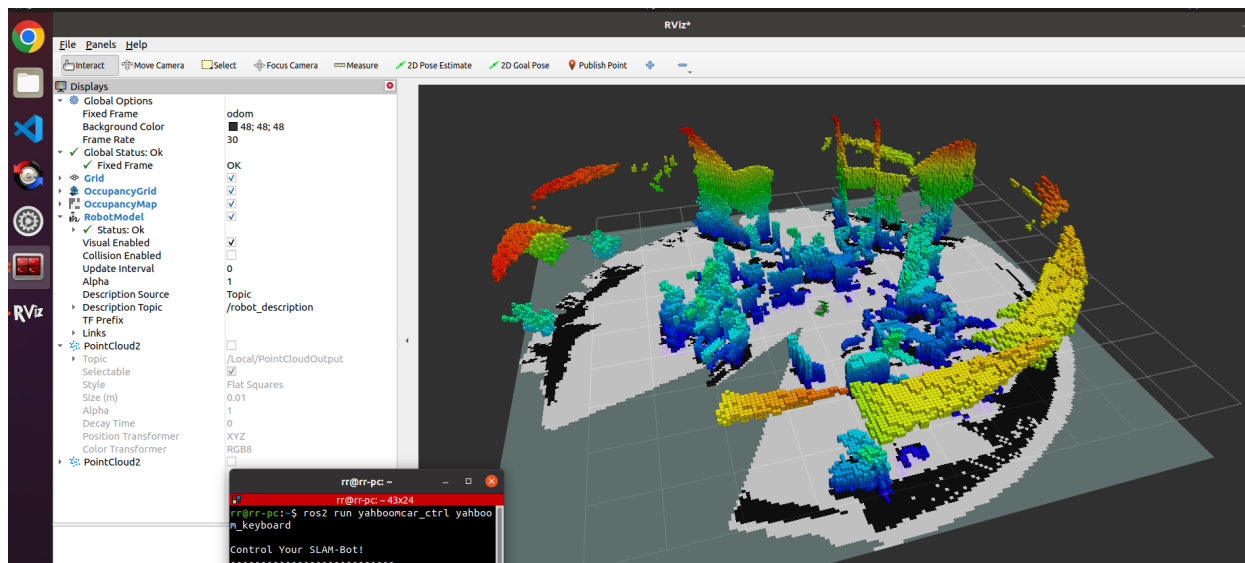 RViz*
File Panels Help
Interact Move Camera Select Focus Camera Measure 2D Pose Estimate 2D Goal Pose Publish Point
Displays
Global Options
Fixed Frame odom
Background Color 48; 48; 48
Frame Rate 30
Global Status: Ok
Fixed Frame OK
Grid
OccupancyGrid
OccupancyMap
RobotModel
Status: Ok
Visual Enabled
Collision Enabled
Update Interval 0
Alpha 1
Description Source Topic
Description Topic /robot_description
TF Prefix
Links
PointCloud2
Topic /Local/PointCloudOutput
Selectable
Style Flat Squares
Size (m) 0.01
Alpha 1
Decay Time 0
Position Transformer XYZ
Color Transformer RGB8
PointCloud2
RViz
rr@rr-pc: ~
rr@rr-pc: ~ 43x24
rr@rr-pc:~$ ros2 run yahboomcar_ctrl yahboo
m_keyboard
Control Your SLAM-Bot!